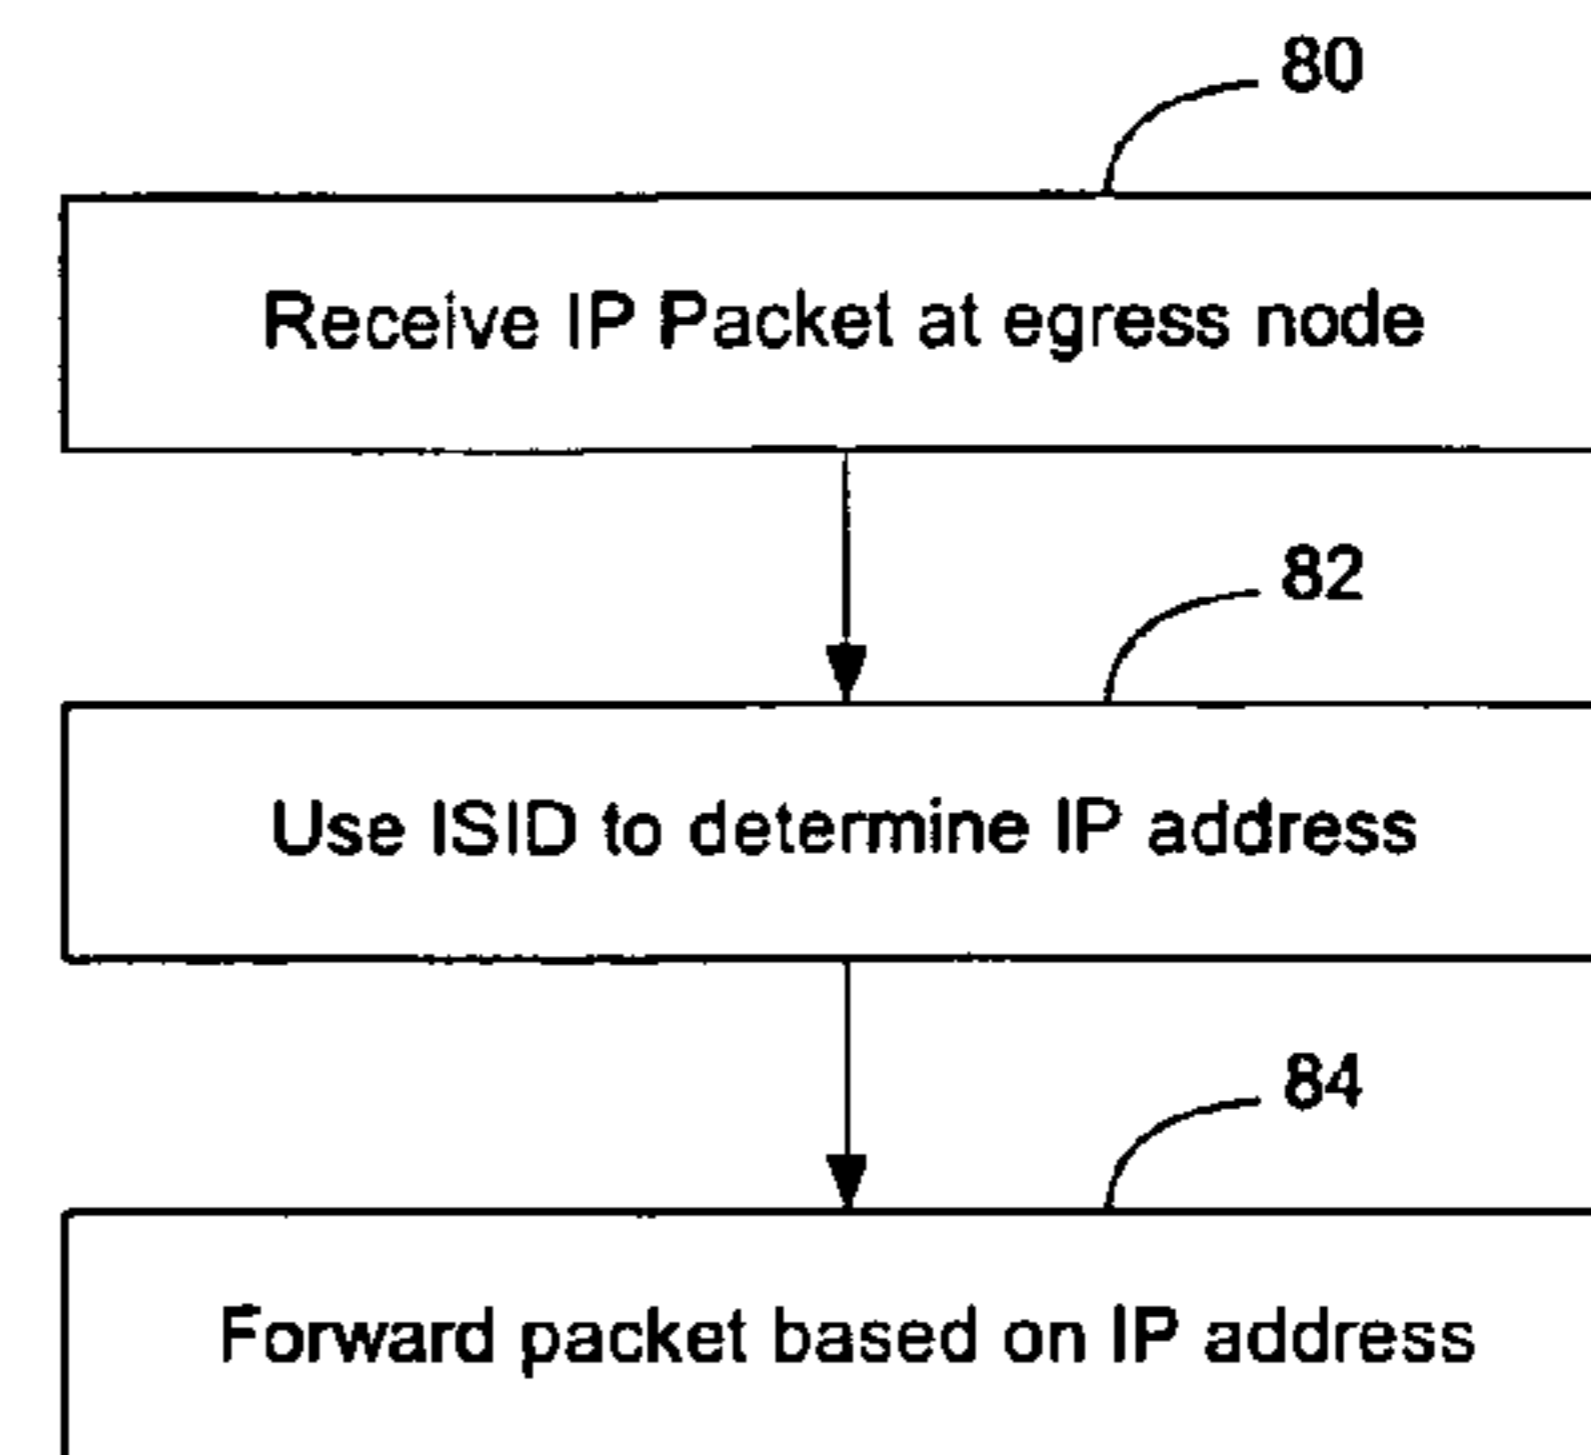 80
Receive IP Packet at egress node
82
Use ISID to determine IP address
84
Forward packet based on IP address